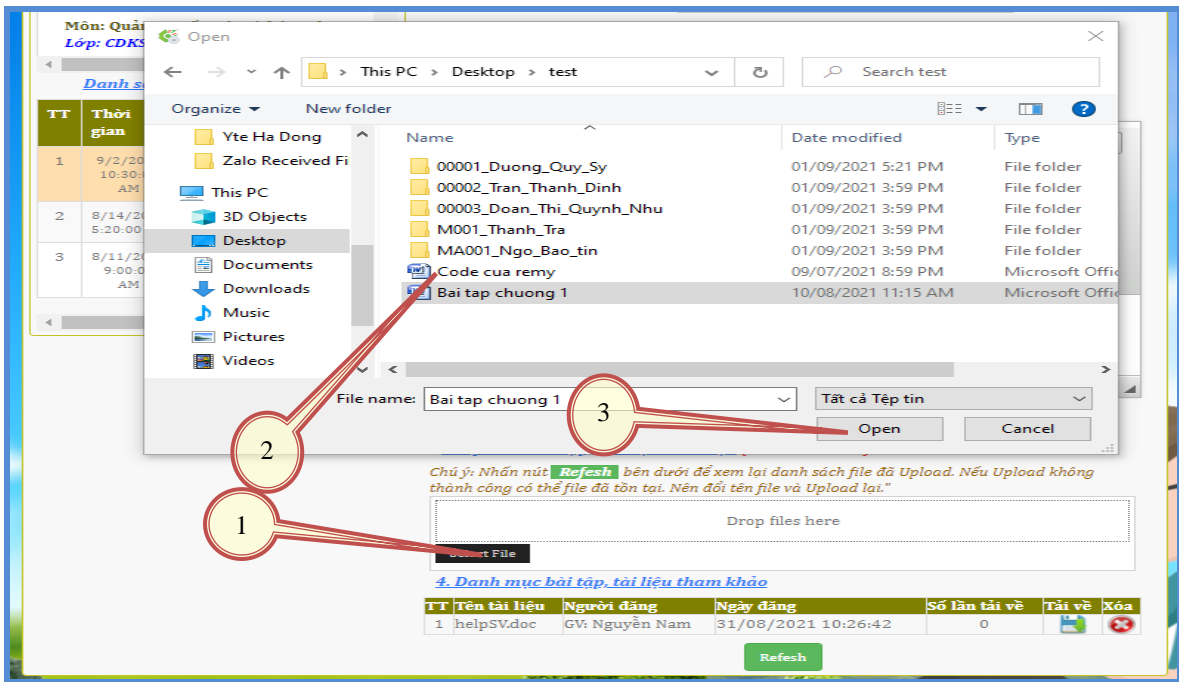 Môn: Quản
Lớp: CDKS
Danh s
TT Thời gian
1 9/2/20 10:30:0 AM
2 8/14/20 5:20:00
3 8/11/2 9:00:0 AM
Open
This PC > Desktop > test
Search test
Organize New folder
Yte Ha Dong
Zalo Received Fi
This PC
3D Objects
Desktop
Documents
Downloads
Music
Pictures
Videos
Name Date modified Type
00001_Duong_Quy_Sy 01/09/2021 5:21 PM File folder
00002_Tran_Thanh_Dinh 01/09/2021 3:59 PM File folder
00003_Doan_Thi_Quynh_Nhu 01/09/2021 3:59 PM File folder
M001_Thanh_Tra 01/09/2021 3:59 PM File folder
MA001_Ngo_Bao_tin 01/09/2021 3:59 PM File folder
Code cua remy 09/07/2021 8:59 PM Microsoft Offic
Bai tap chuong 1 10/08/2021 11:15 AM Microsoft Offic
File name: Bai tap chuong 1 Tất cả Tệp tin
Open Cancel
3
2
1
Chú ý: Nhấn nút Refesh bên dưới để xem lại danh sách file đã Upload. Nếu Upload không
thành công có thể file đã tồn tại. Nên đổi tên file và Upload lại."
Drop files here
Select File
4. Danh mục bài tập, tài liệu tham khảo
TT Tên tài liệu Người đăng Ngày đăng Số lần tải về Tải về Xóa
1 helpSV.doc GV: Nguyễn Nam 31/08/2021 10:26:42 0
Refesh